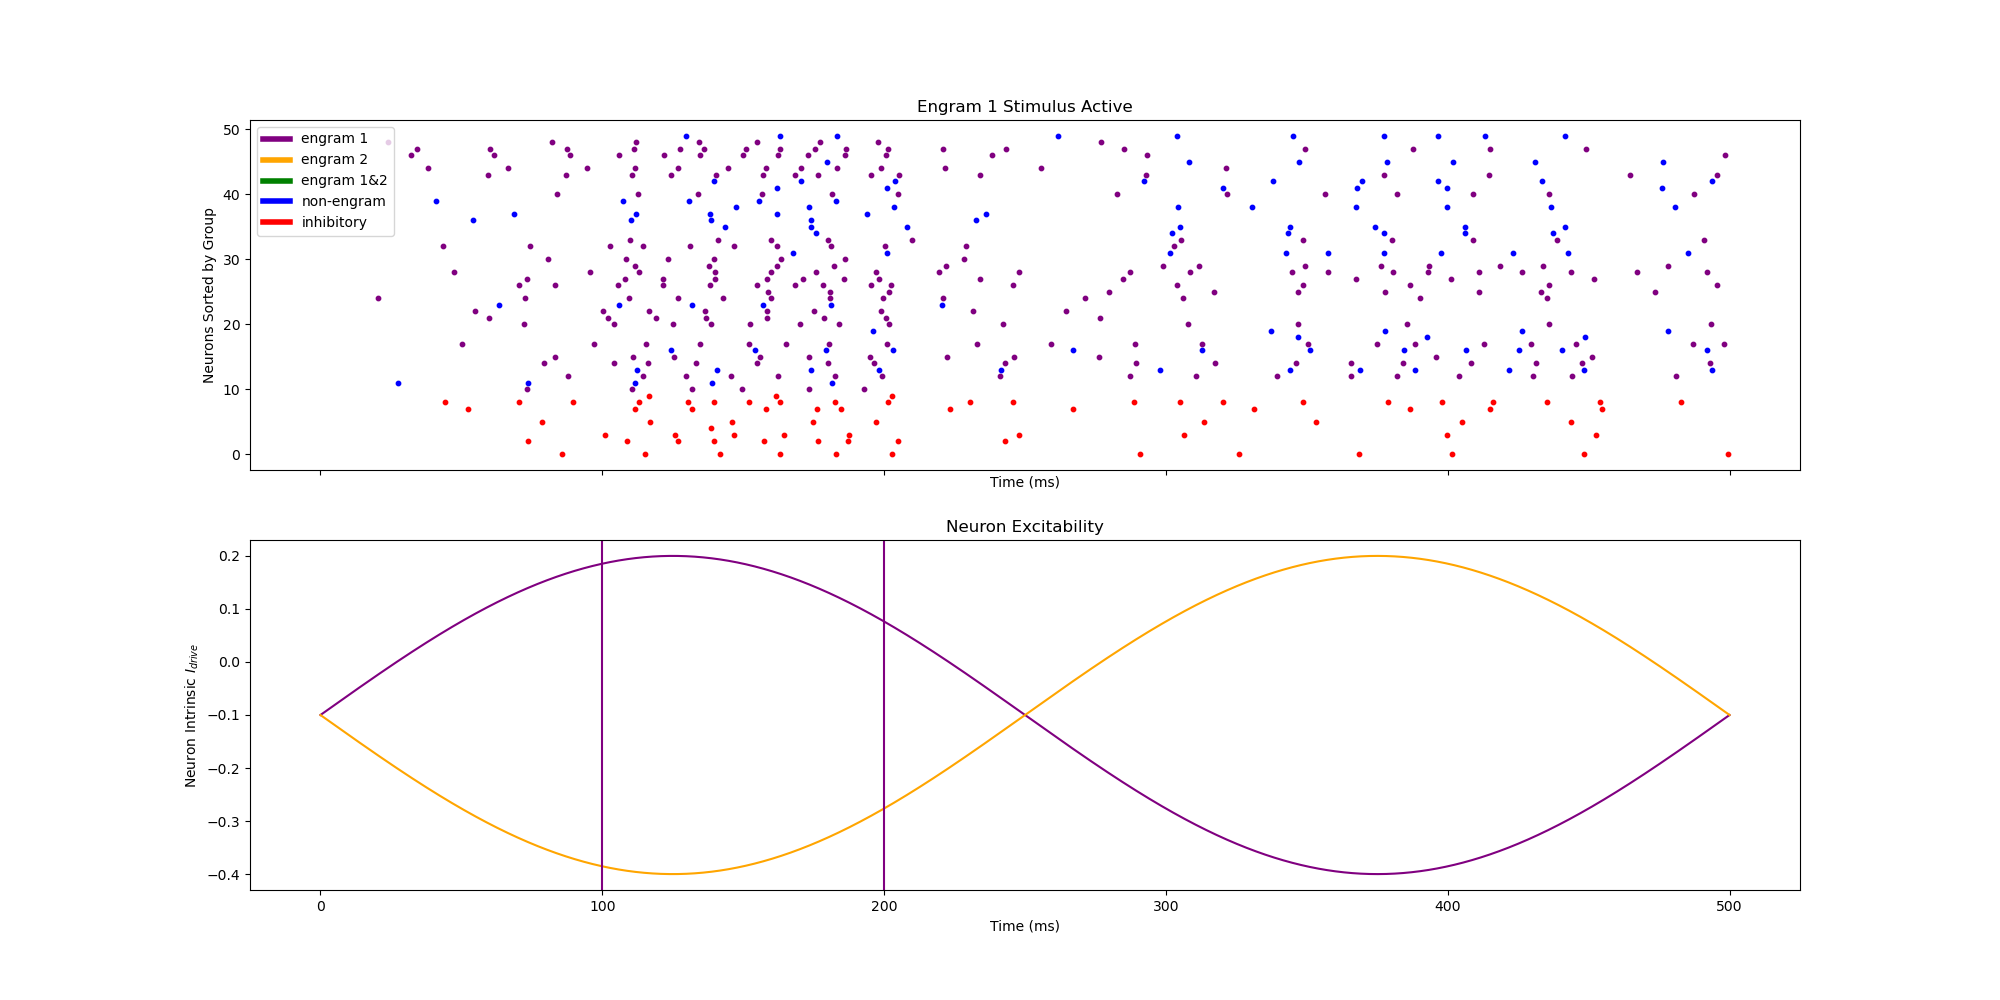 Engram 1 Stimulus Active
50
40
30
20
10
0
Neurons Sorted by Group
engram 1
engram 2
engram 1&2
non-engram
inhibitory
Time (ms)
Neuron Excitability
0.2
0.1
0.0
−0.1
−0.2
−0.3
−0.4
Neuron Intrinsic I_drive
0 100 200 300 400 500
Time (ms)